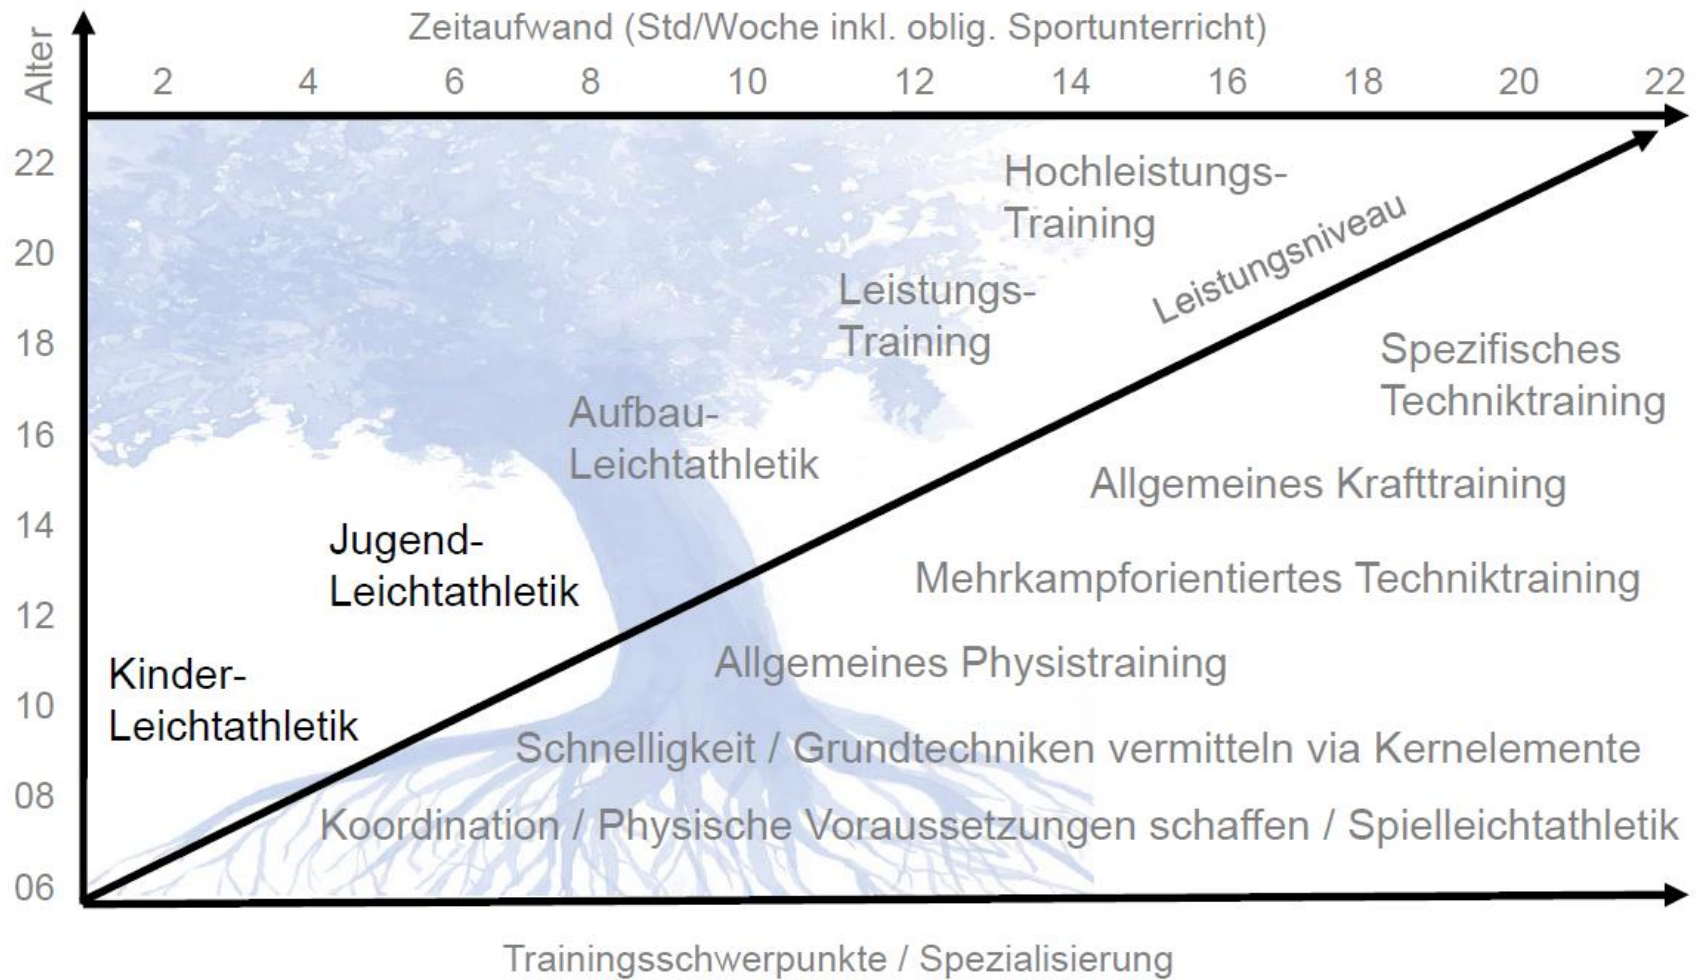 Zeitaufwand (Std/Woche inkl. oblig. Sportunterricht)
Alter
2 4 6 8 10 12 14 16 18 20 22
22
20
18
16
14
12
10
08
06
Hochleistungs-
Training
Leistungsniveau
Leistungs-
Training
Spezifisches
Techniktraining
Aufbau-
Leichtathletik
Allgemeines Krafttraining
Jugend-
Leichtathletik
Mehrkampforientiertes Techniktraining
Allgemeines Physistraining
Kinder-
Leichtathletik
Schnelligkeit / Grundtechniken vermitteln via Kernelemente
Koordination / Physische Voraussetzungen schaffen / Spielleichtathletik
Trainingsschwerpunkte / Spezialisierung